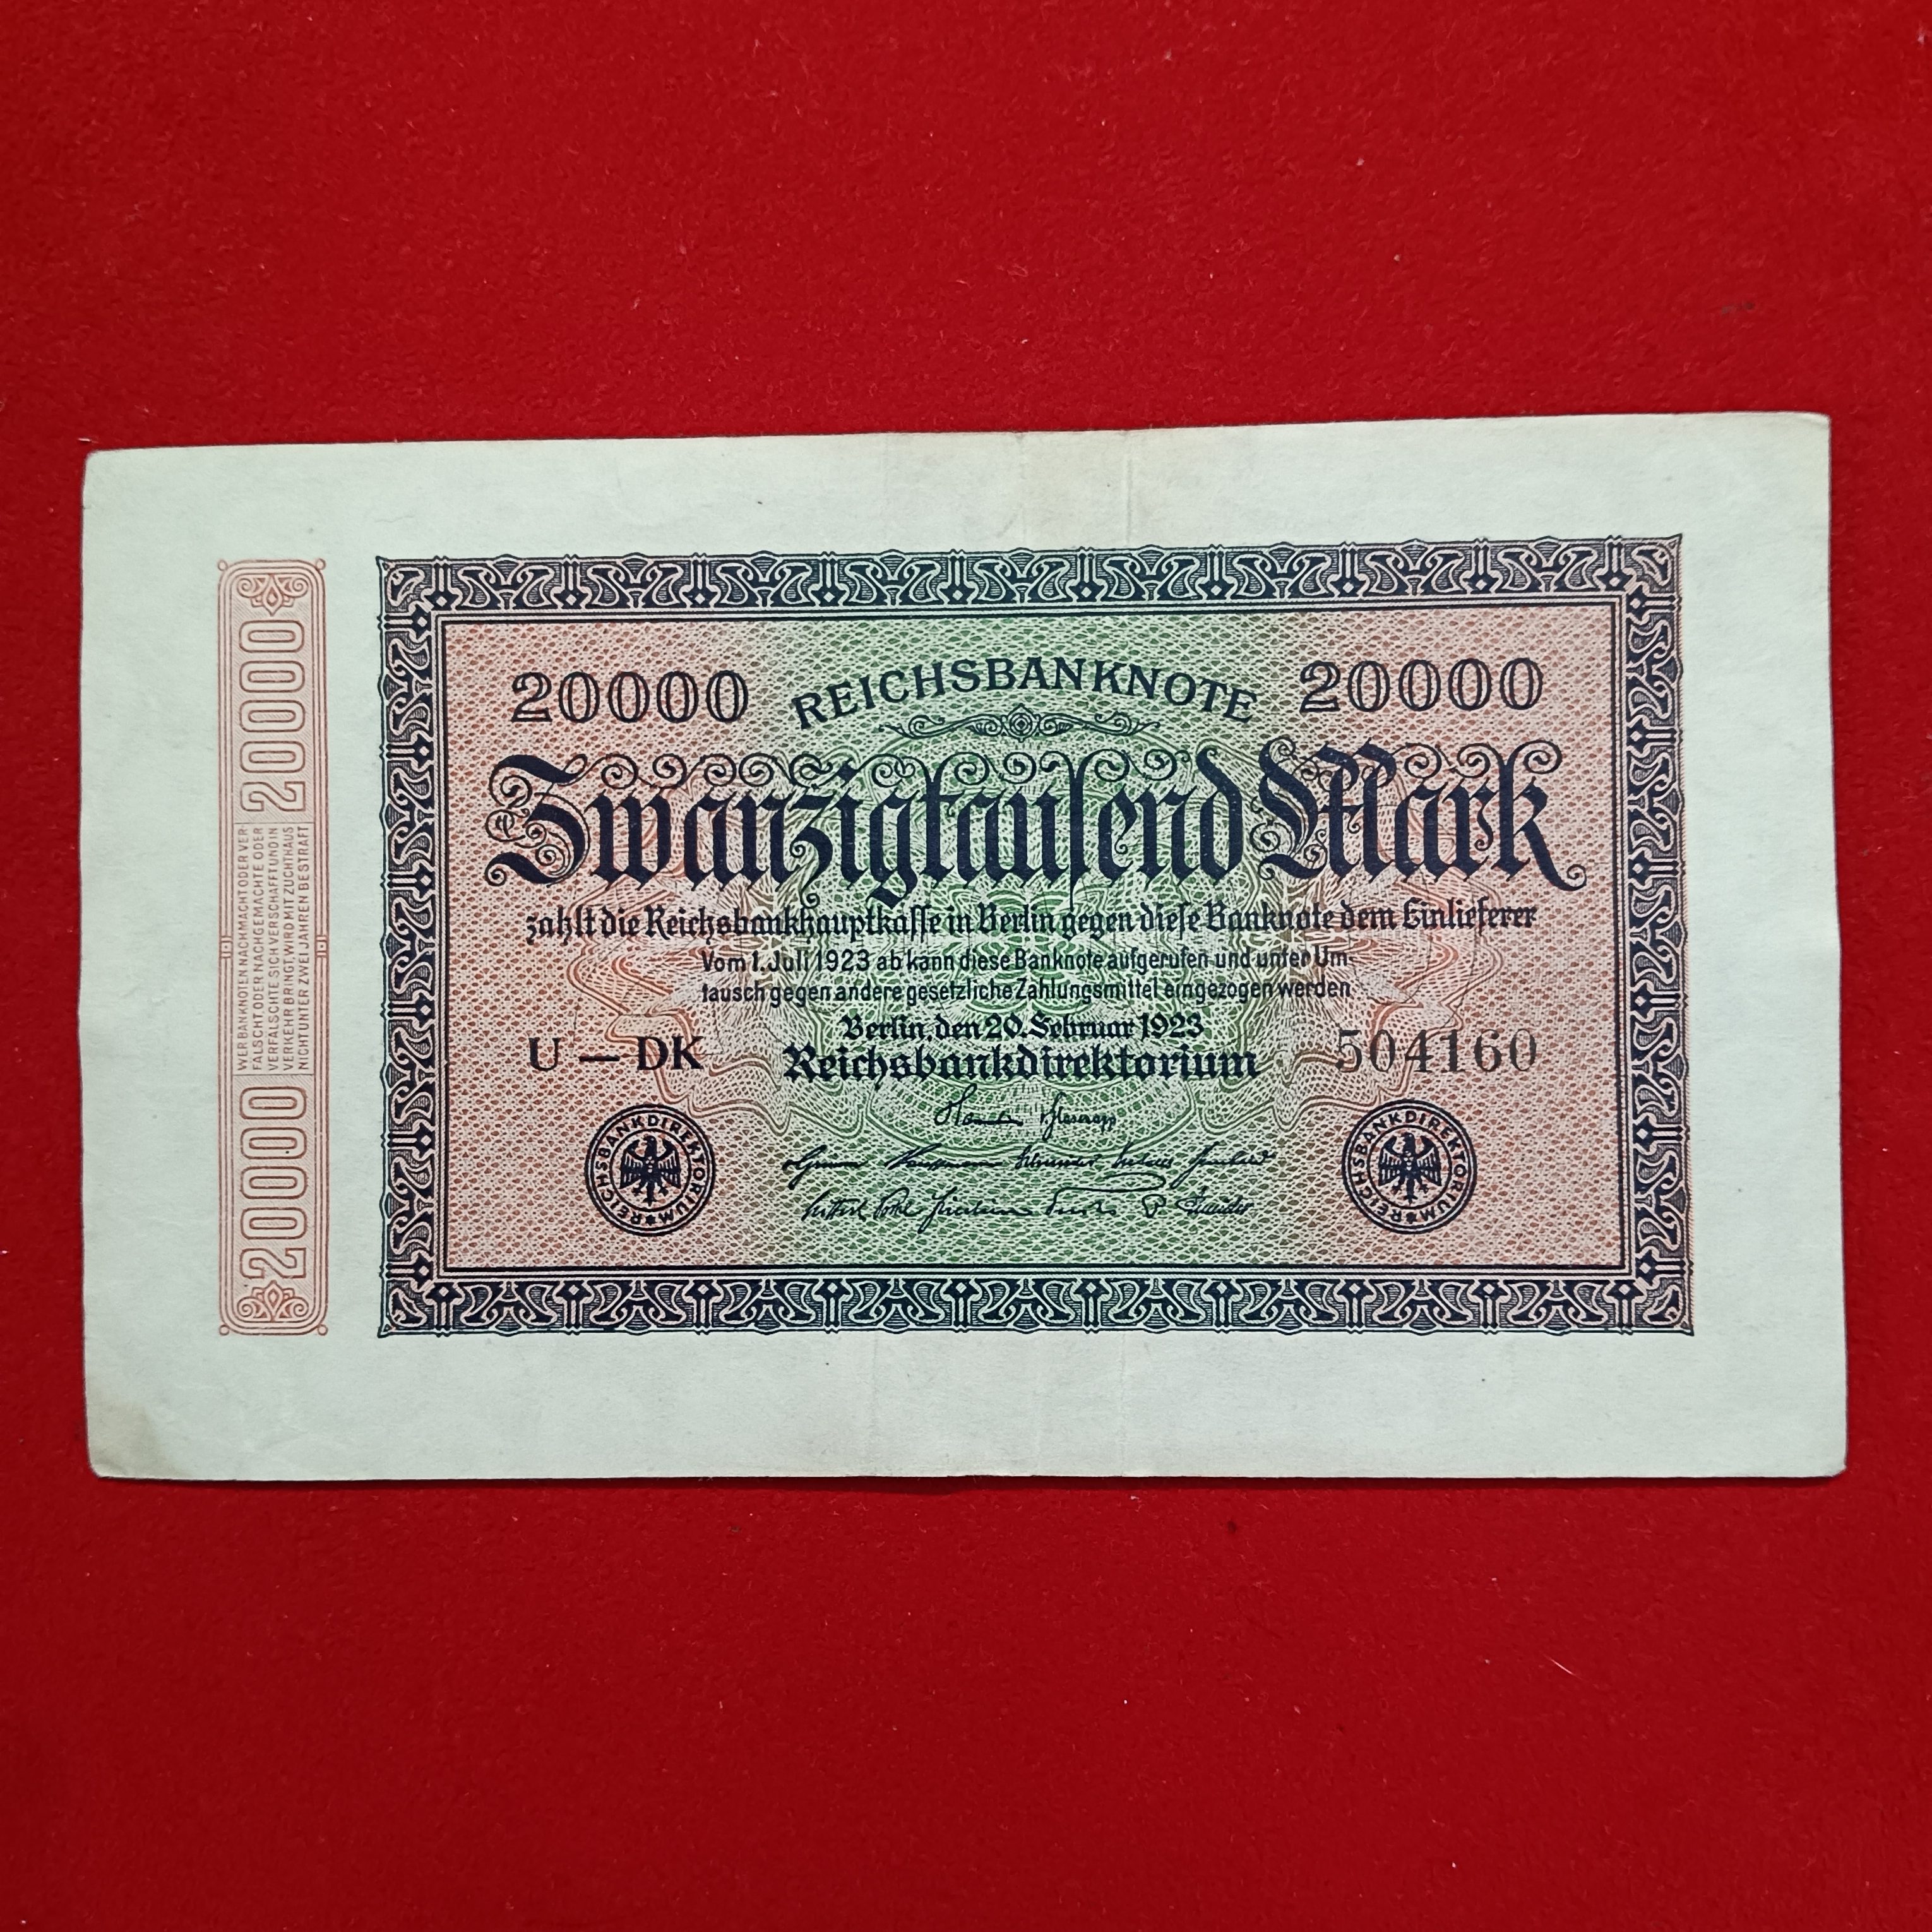 20000 REICHSBANKNOTE 20000
Zwanzigtausend Mark
zahlt die Reichsbankhauptkasse in Berlin gegen diese Banknote dem Einlieferer
Vom 1. Juli 1923 ab kann diese Banknote aufgerufen und unter Um-
tausch gegen andere gesetzliche Zahlungsmittel eingezogen werden
Berlin, den 20. Februar 1923
U — DK Reichsbankdirektorium 504160
REICHSBANKDIREKTORIUM
REICHSBANKDIREKTORIUM
20000
WER BANKNOTEN NACHMACHT ODER VER-
FÄLSCHT ODER NACHGEMACHTE ODER
VERFÄLSCHTE SICH VERSCHAFFT UND IN
VERKEHR BRINGT, WIRD MIT ZUCHTHAUS
NICHT UNTER ZWEI JAHREN BESTRAFT
20000